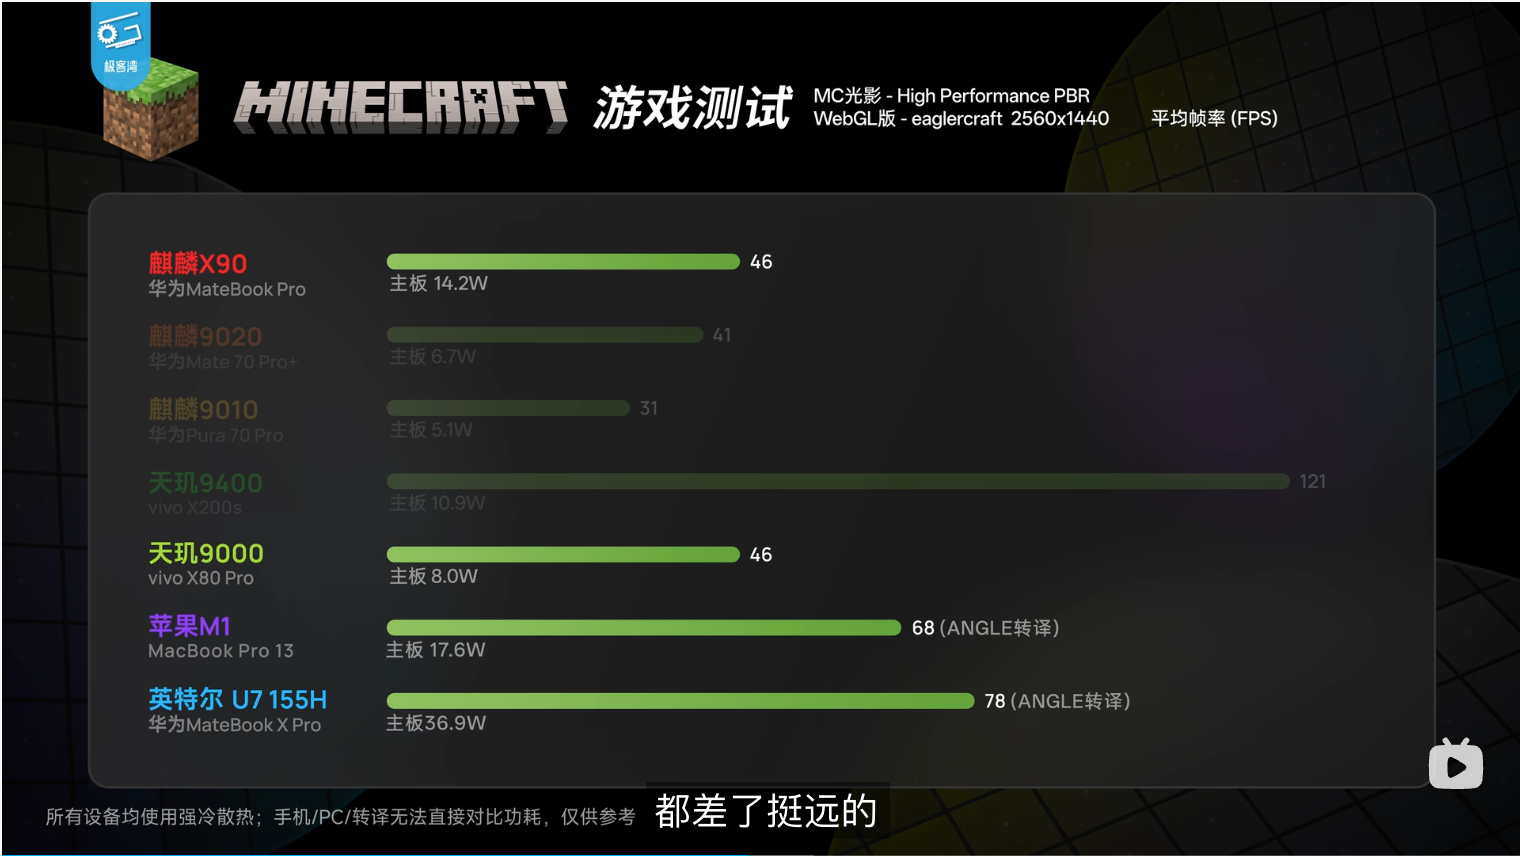 极客湾
MINECRAFT 游戏测试
MC光影 - High Performance PBR
WebGL版 - eaglercraft 2560x1440 平均帧率 (FPS)
麒麟X90 46
华为MateBook Pro 主板 14.2W
麒麟9020 41
华为Mate 70 Pro+ 主板 6.7W
麒麟9010 31
华为Pura 70 Pro 主板 5.1W
天玑9400 121
vivo X200s 主板 10.9W
天玑9000 46
vivo X80 Pro 主板 8.0W
苹果M1 68 (ANGLE转译)
MacBook Pro 13 主板 17.6W
英特尔 U7 155H 78 (ANGLE转译)
华为MateBook X Pro 主板36.9W
所有设备均使用强冷散热；手机/PC/转译无法直接对比功耗，仅供参考
都差了挺远的